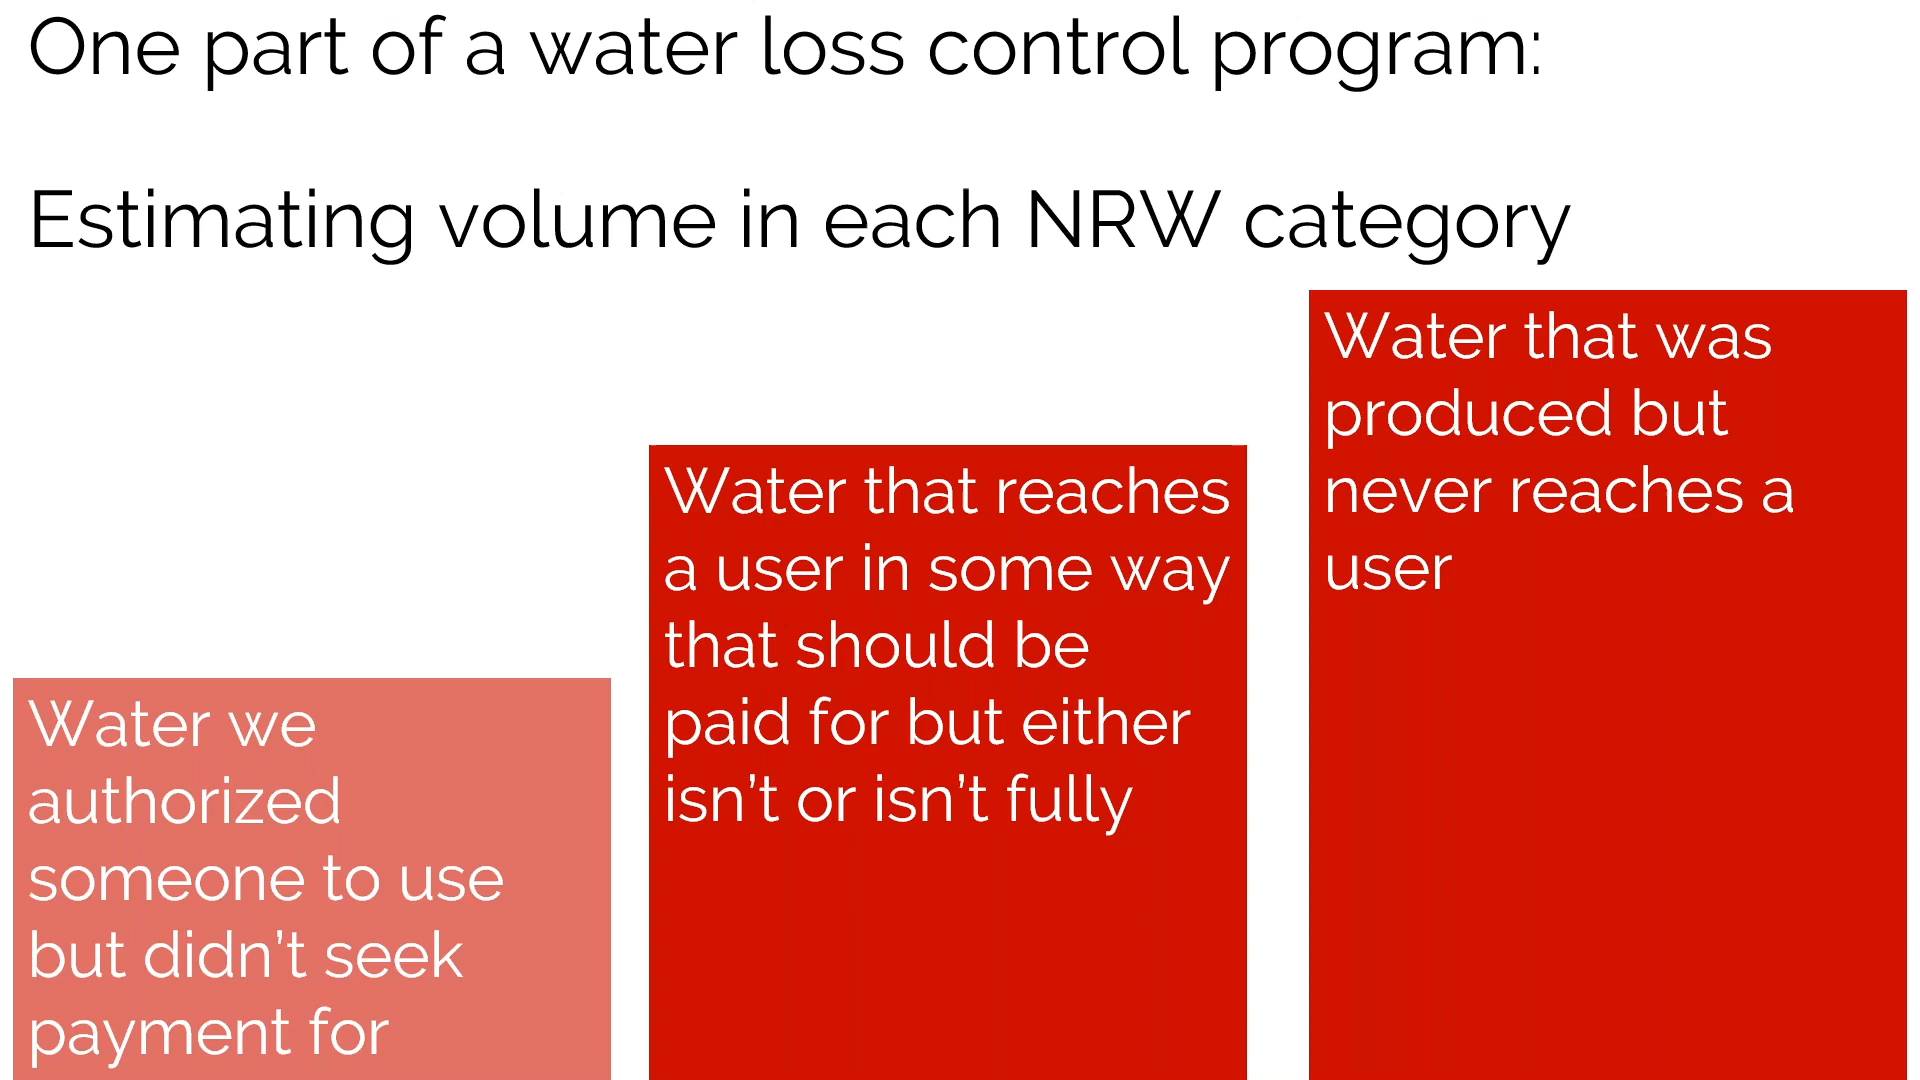 One part of a water loss control program:
Estimating volume in each NRW category
Water we
authorized
someone to use
but didn't seek
payment for
Water that reaches
a user in some way
that should be
paid for but either
isn't or isn't fully
Water that was
produced but
never reaches a
user